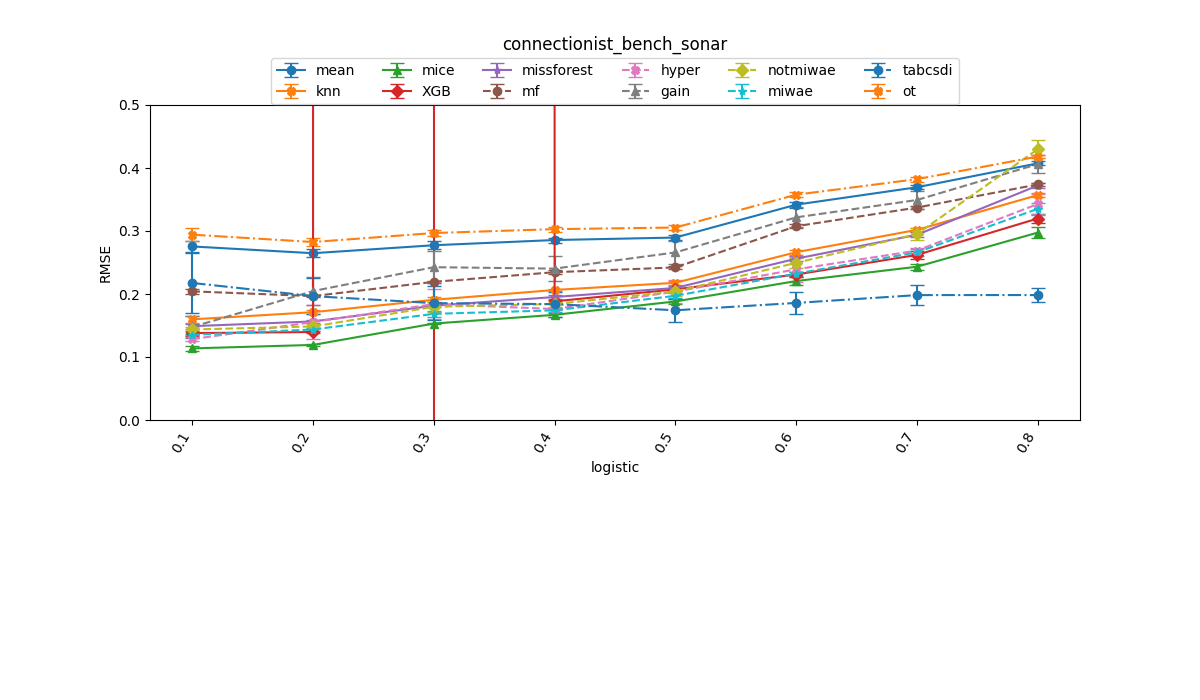 connectionist_bench_sonar
mean mice missforest hyper notmiwae tabcsdi
knn XGB mf gain miwae ot
0.5
0.4
0.3
0.2
0.1
0.0
RMSE
0.1 0.2 0.3 0.4 0.5 0.6 0.7 0.8
logistic